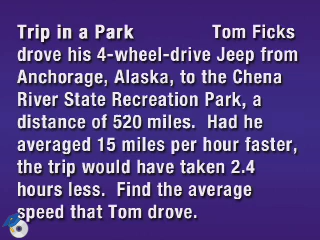 Trip in a Park Tom Ficks
drove his 4-wheel-drive Jeep from
Anchorage, Alaska, to the Chena
River State Recreation Park, a
distance of 520 miles.  Had he
averaged 15 miles per hour faster,
the trip would have taken 2.4
hours less.  Find the average
speed that Tom drove.